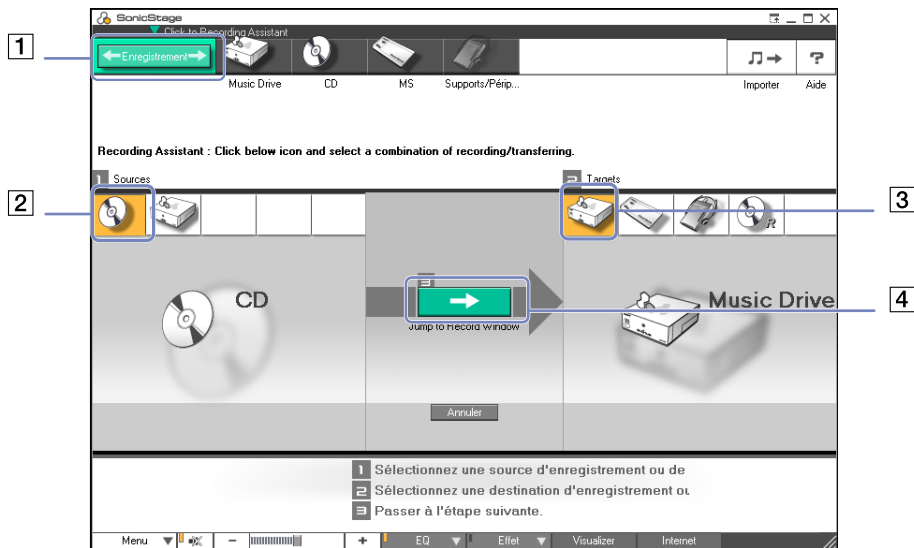 SonicStage
Click to Recording Assistant
1
Enregistrement
Music Drive
CD
MS
Supports/Périp...
Importer
Aide
Recording Assistant : Click below icon and select a combination of recording/transferring.
1 Sources
2 Targets
2
3
R
CD
3
Jump to Record Window
Music Drive
4
Annuler
1 Sélectionnez une source d'enregistrement ou de
2 Sélectionnez une destination d'enregistrement ou
3 Passer à l'étape suivante.
Menu
EQ
Effet
Visualizer
Internet